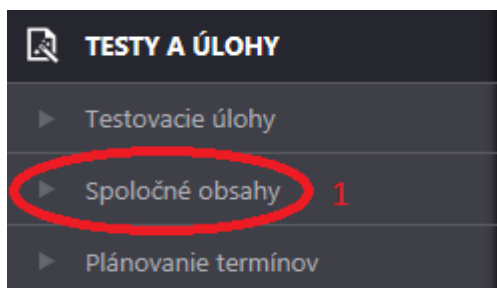 TESTY A ÚLOHY
Testovacie úlohy
Spoločné obsahy 1
Plánovanie termínov